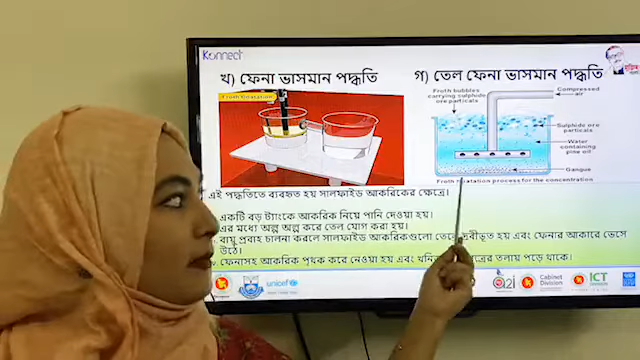 Konnect
খ) ফেনা ভাসমান পদ্ধতি
গ) তেল ফেনা ভাসমান পদ্ধতি
Froth Floatation
Froth bubbles
carrying sulphide
ore particals
Compressed
air
Sulphide ore
particals
Water
containing
pine oil
Gangue
Froth floatation process for the concentration
এই পদ্ধতিতে ব্যবহৃত হয় সালফাইড আকরিকের ক্ষেত্রে।
একটি বড় ট্যাংকে আকরিক নিয়ে পানি দেওয়া হয়।
এর মধ্যে অল্প অল্প করে তেল যোগ করা হয়।
বায়ু প্রবাহ চালনা করলে সালফাইড আকরিকগুলো তেলে দ্রবীভূত হয় এবং ফেনার আকারে ভেসে
উঠে।
ফেনাসহ আকরিক পৃথক করে নেওয়া হয় এবং তলায় পড়ে থাকে।
unicef
a2i
Cabinet
Division
ICT